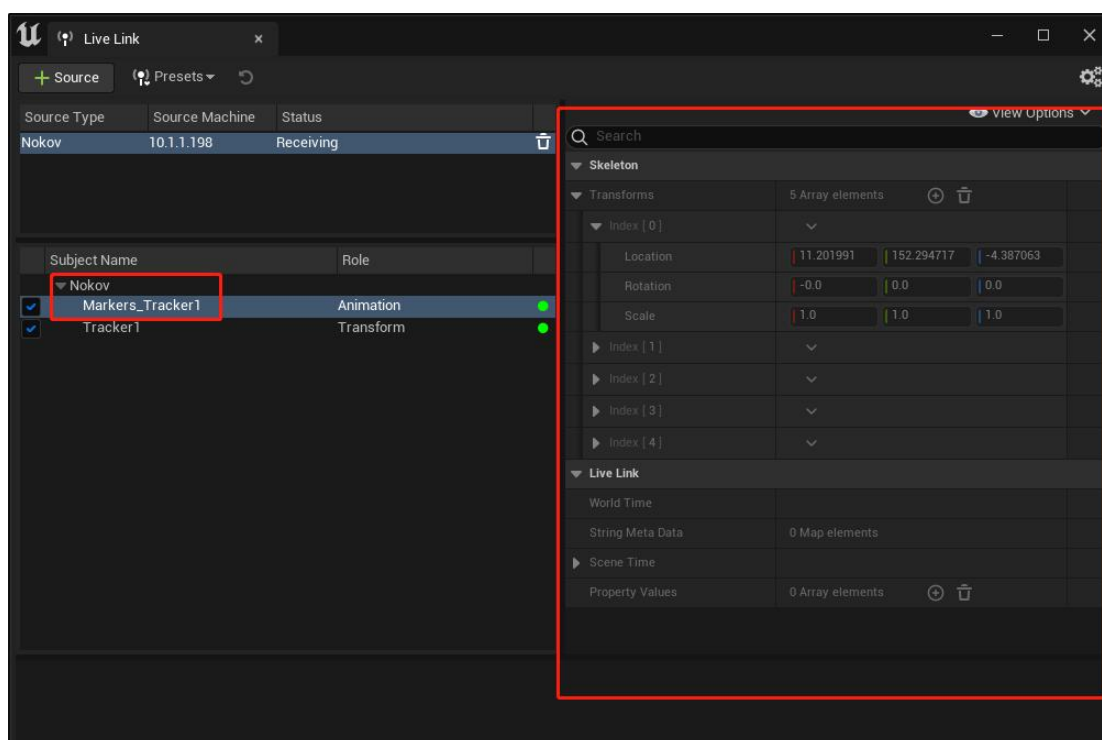 Live Link
Source Presets
Source Type Source Machine Status
Nokov 10.1.1.198 Receiving
Subject Name Role
Nokov
Markers_Tracker1 Animation
Tracker1 Transform
View Options
Search
Skeleton
Transforms 5 Array elements
Index [ 0 ]
Location 11.201991 152.294717 -4.387063
Rotation -0.0 0.0 0.0
Scale 1.0 1.0 1.0
Index [ 1 ]
Index [ 2 ]
Index [ 3 ]
Index [ 4 ]
Live Link
World Time
String Meta Data 0 Map elements
Scene Time
Property Values 0 Array elements